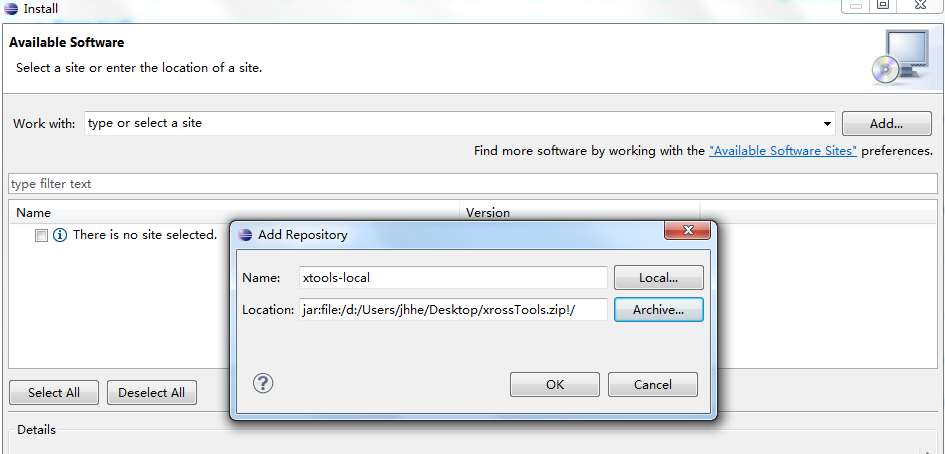 Install
Available Software
Select a site or enter the location of a site.
Work with: type or select a site Add...
Find more software by working with the "Available Software Sites" preferences.
type filter text
Name Version
There is no site selected.
Add Repository
Name: xtools-local Local...
Location: jar:file:/d:/Users/jhhe/Desktop/xrossTools.zip!/ Archive...
? OK Cancel
Select All Deselect All
Details